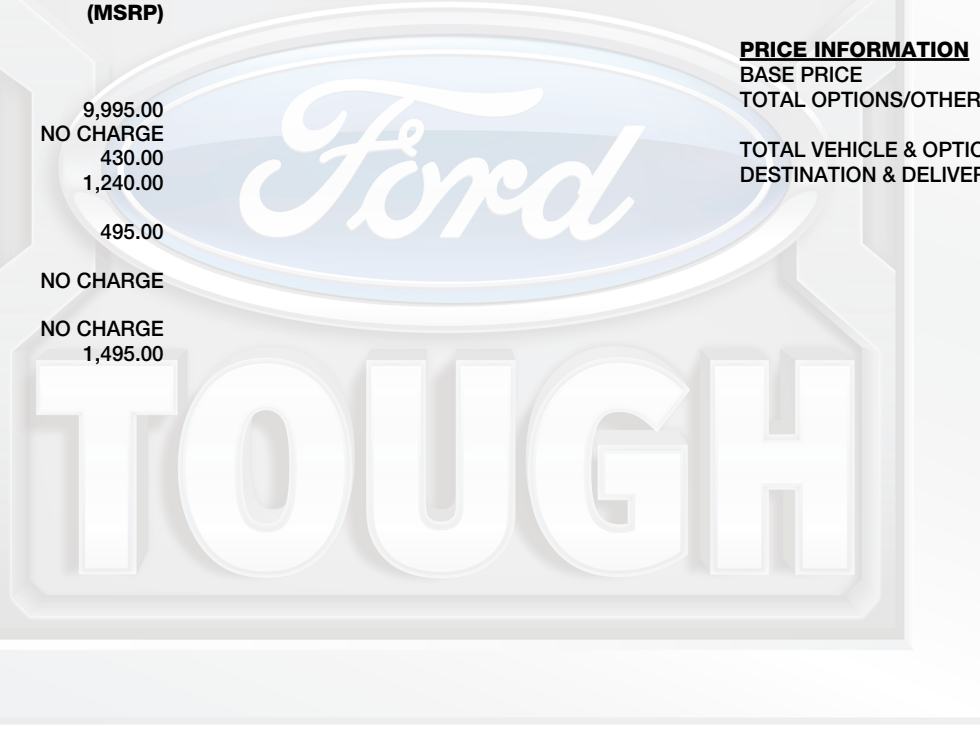 (MSRP)
9,995.00
NO CHARGE
430.00
1,240.00
495.00
NO CHARGE
NO CHARGE
1,495.00
PRICE INFORMATION
BASE PRICE
TOTAL OPTIONS/OTHER
TOTAL VEHICLE & OPTIO
DESTINATION & DELIVER
Ford
TOUGH